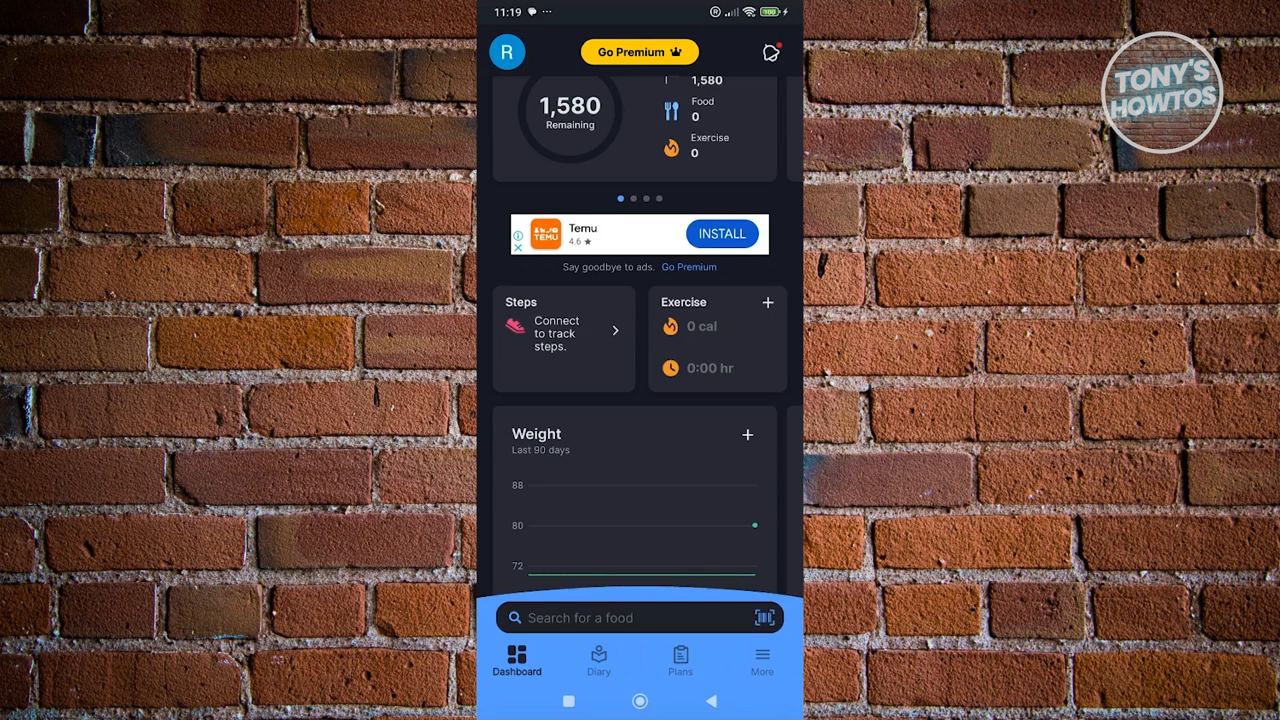 11:19
TONY'S
HOWTOS
R
Go Premium
1,580
1,580
Remaining
Food
0
Exercise
0
Temu
4.6 ★
TEMU
INSTALL
Say goodbye to ads. Go Premium
Steps
Connect
to track
steps.
Exercise
0 cal
0:00 hr
Weight
Last 90 days
88
80
72
Search for a food
Dashboard
Diary
Plans
More